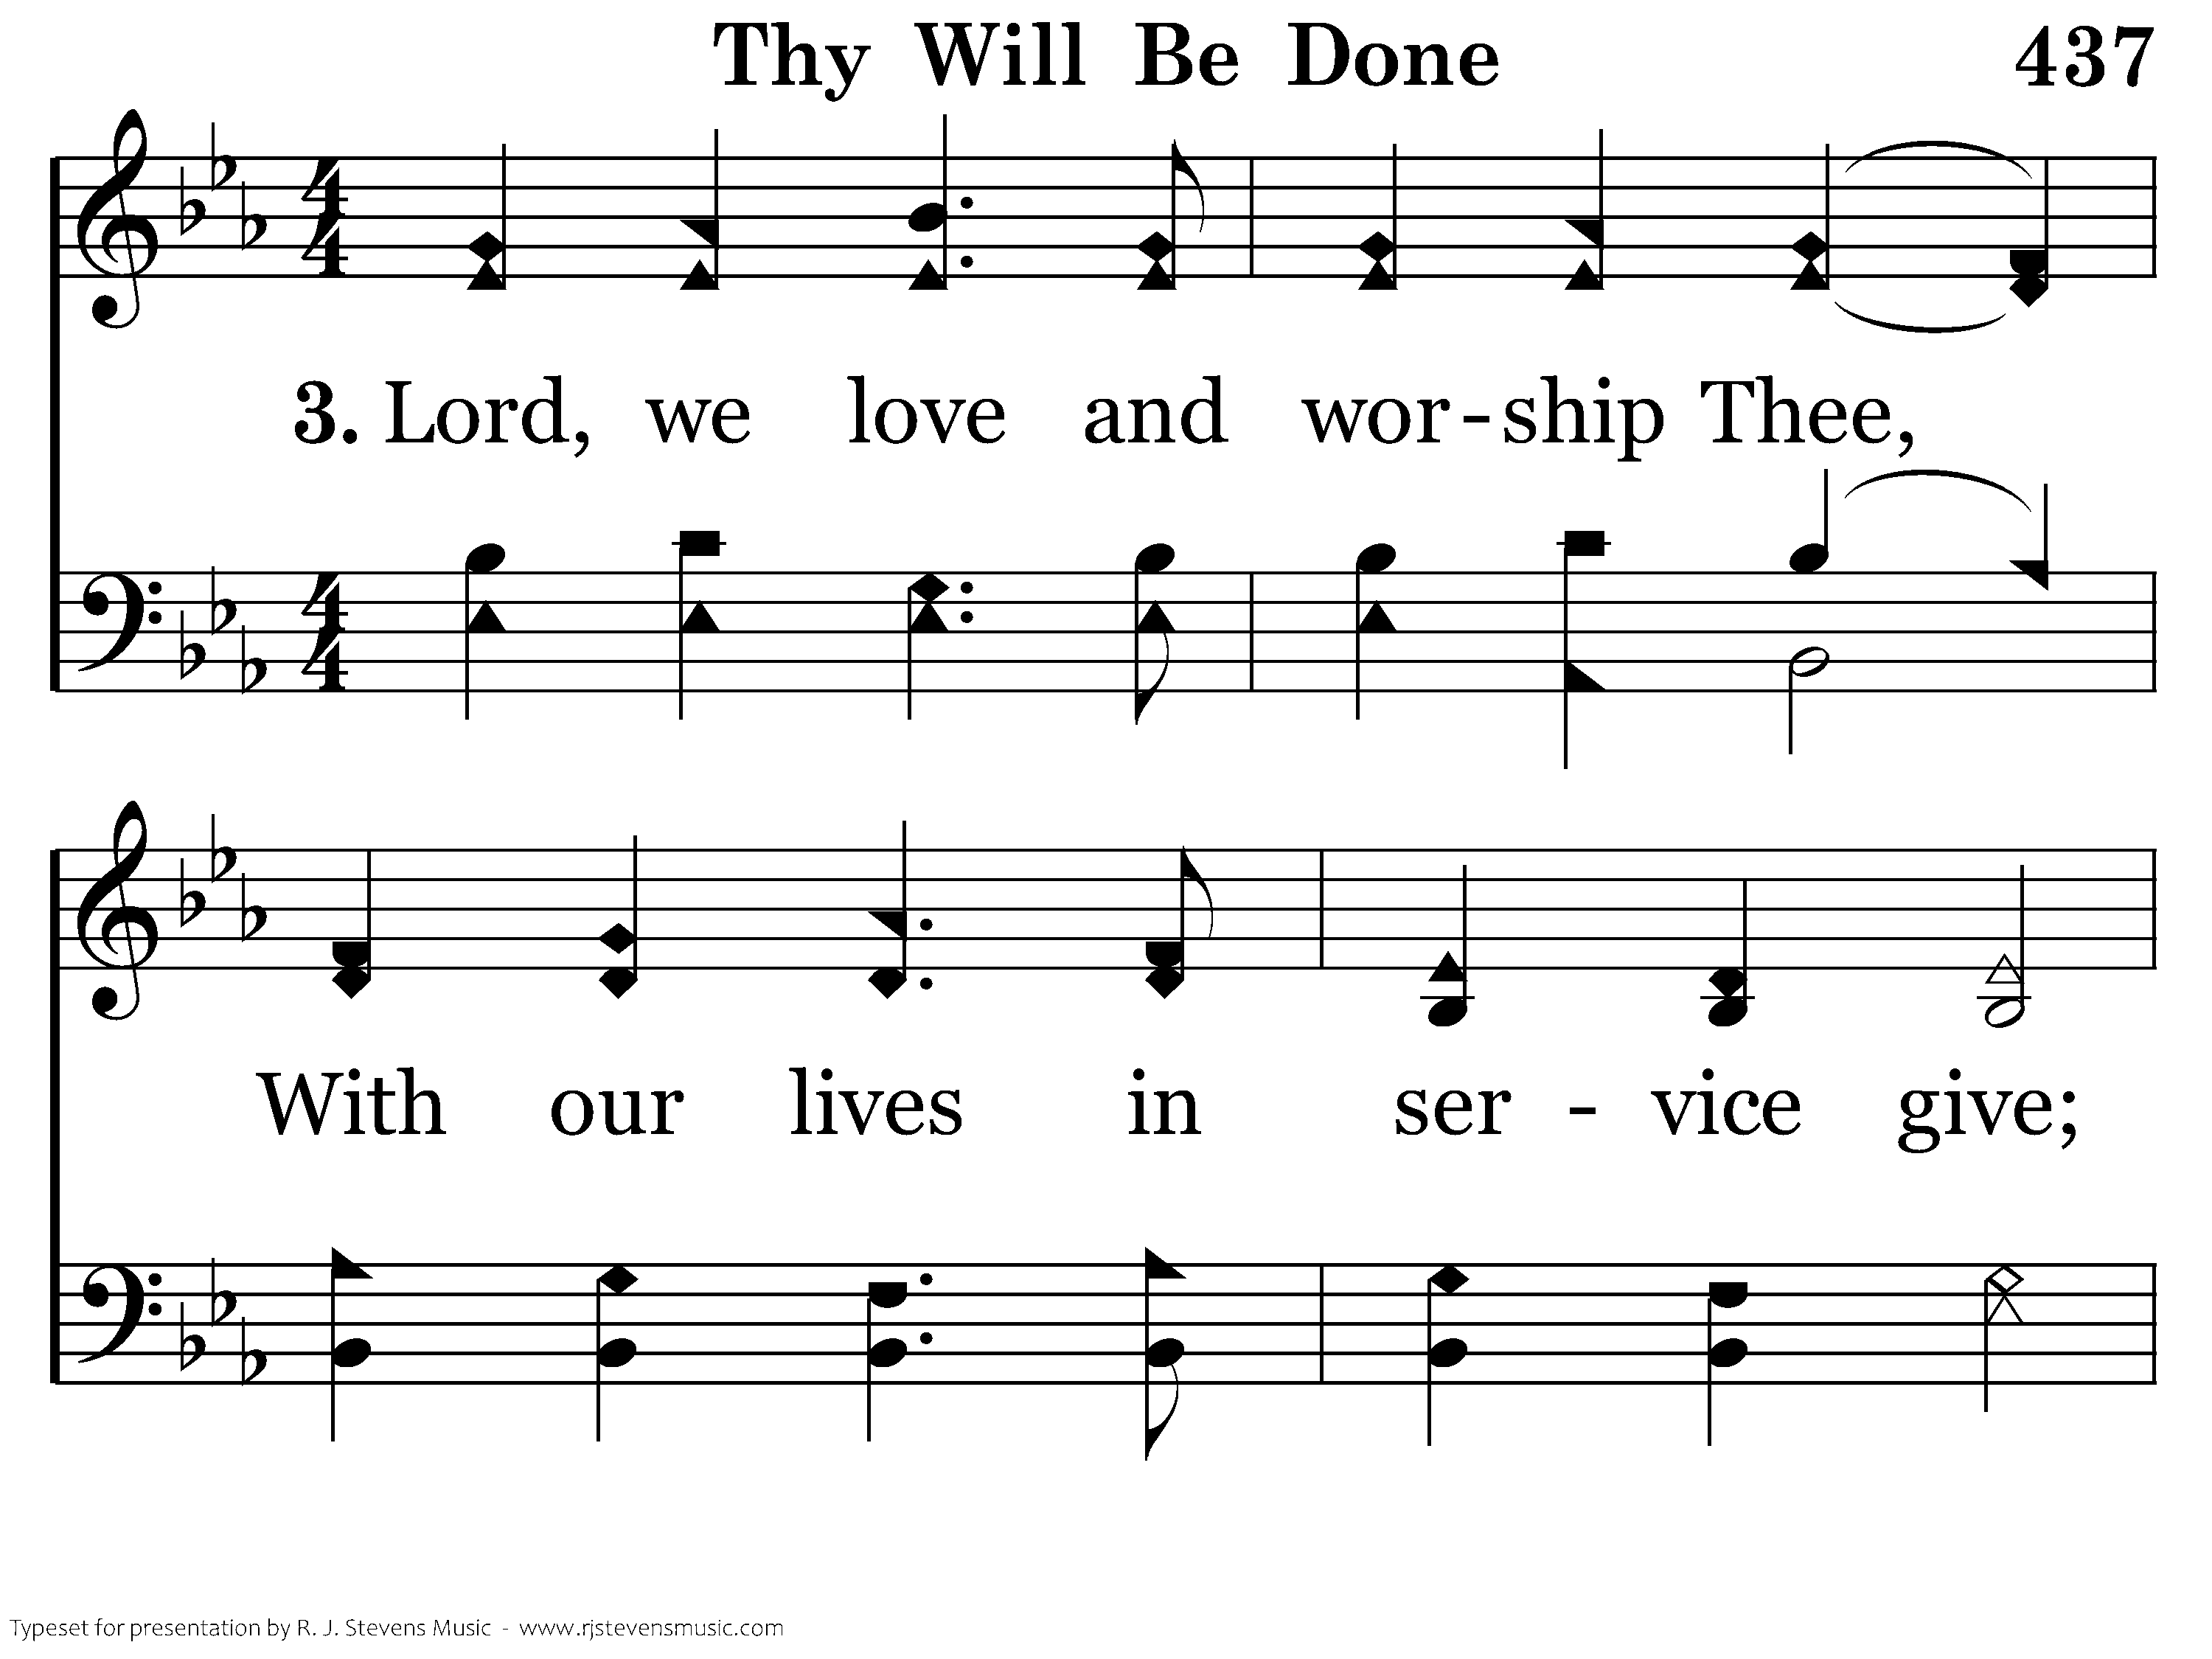 Thy Will Be Done 437
3. Lord, we love and wor-ship Thee,
With our lives in ser - vice give;
Typeset for presentation by R. J. Stevens Music - www.rjstevensmusic.com